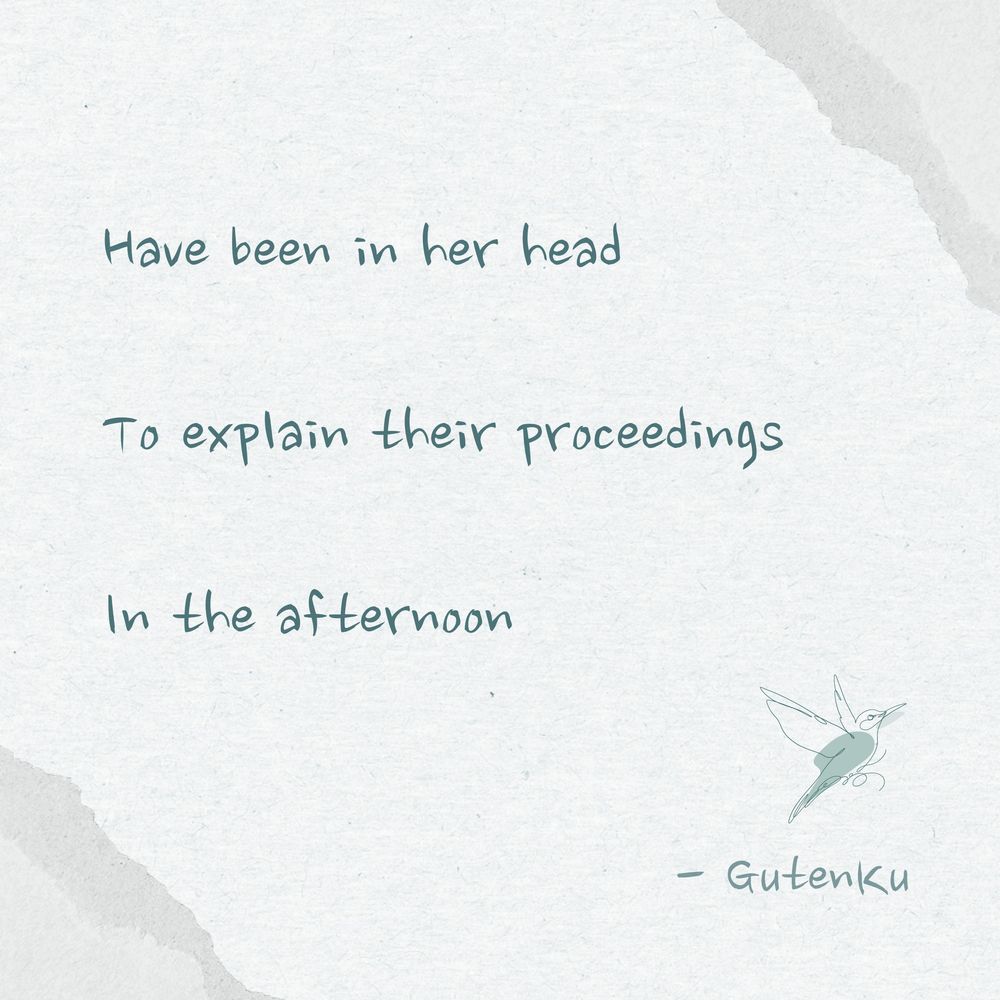 Have been in her head
To explain their proceedings
In the afternoon
- GutenKu